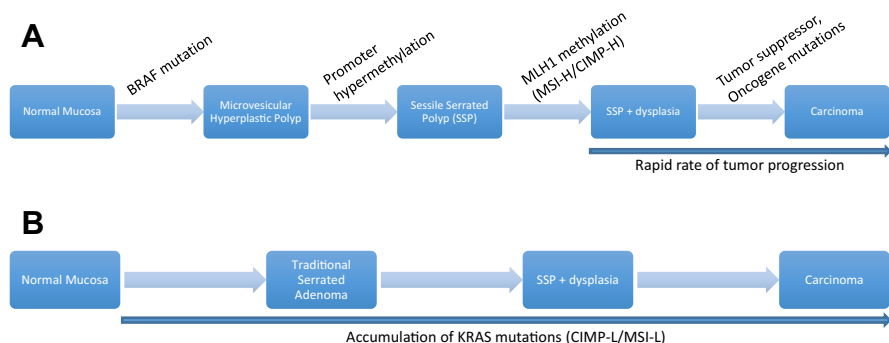 A
BRAF mutation
Promoter
hypermethylation
MLH1 methylation
(MSI-H/CIMP-H)
Tumor suppressor,
Oncogene mutations
Normal Mucosa
Microvesicular
Hyperplastic Polyp
Sessile Serrated
Polyp (SSP)
SSP + dysplasia
Carcinoma
Rapid rate of tumor progression
B
Normal Mucosa
Traditional
Serrated
Adenoma
SSP + dysplasia
Carcinoma
Accumulation of KRAS mutations (CIMP-L/MSI-L)